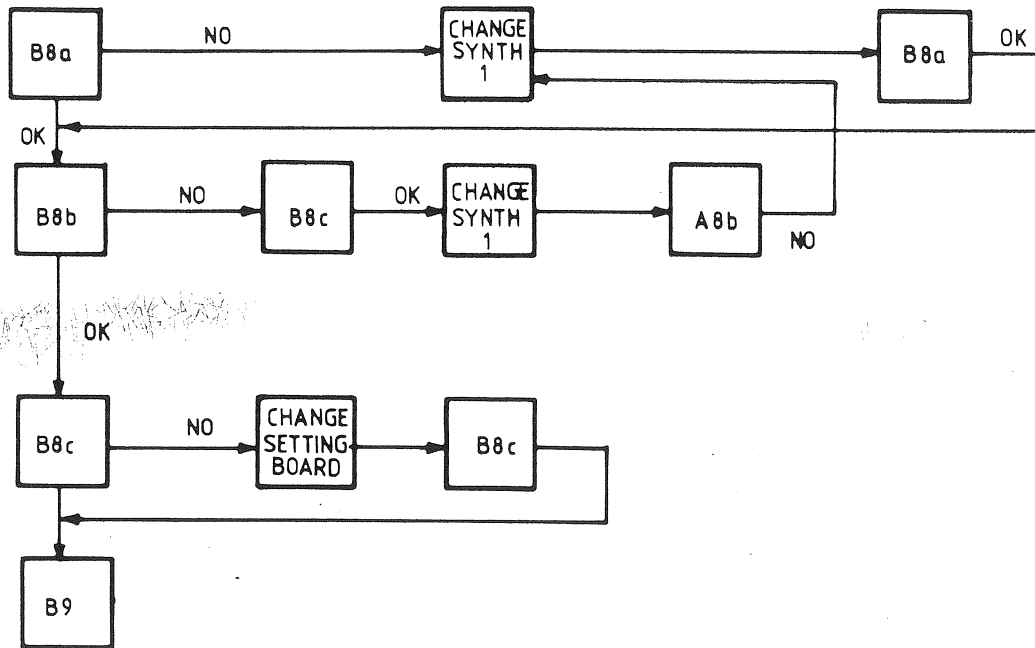 B8a
NO
CHANGE
SYNTH
1
B8a
OK
OK
B8b
NO
B8c
OK
CHANGE
SYNTH
1
A8b
NO
OK
B8c
NO
CHANGE
SETTING
BOARD
B8c
B9